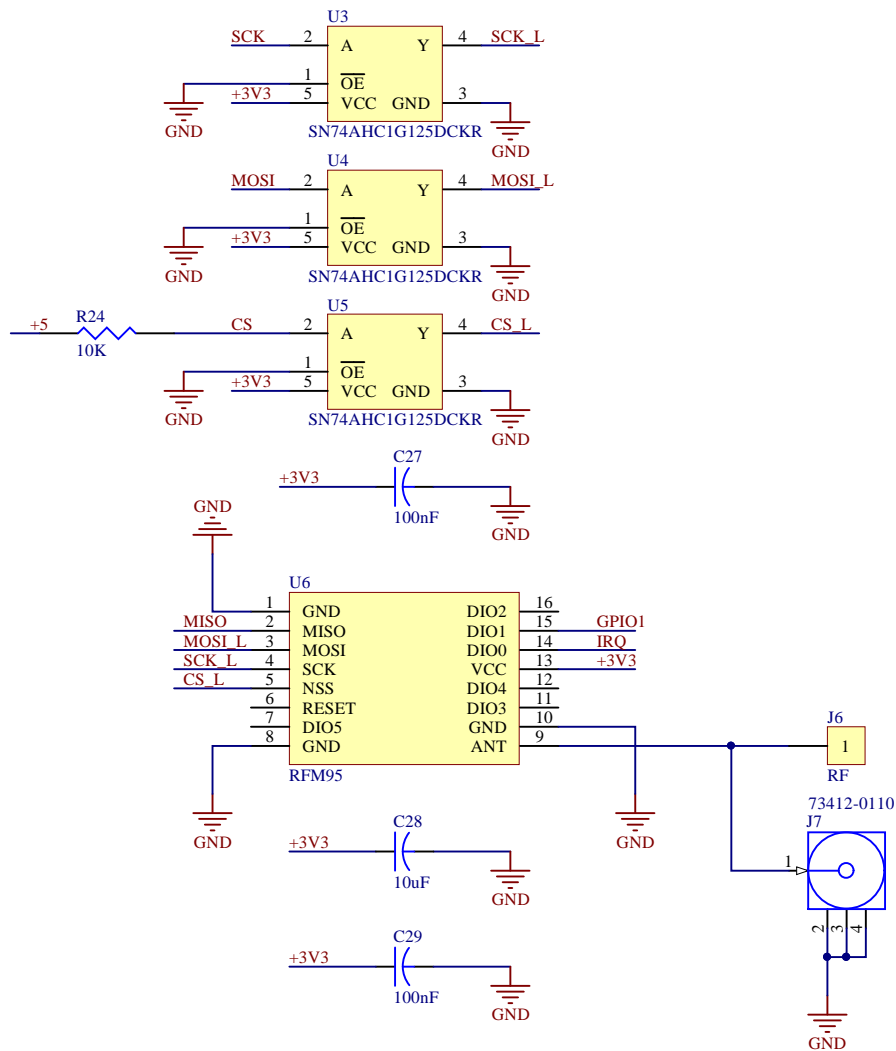 U3
SCK 2 A Y 4 SCK_L
1 OE
+3V3 5 VCC GND 3
GND
SN74AHC1G125DCKR
GND
U4
MOSI 2 A Y 4 MOSI_L
1 OE
+3V3 5 VCC GND 3
GND
SN74AHC1G125DCKR
GND
U5
+5 R24 CS 2 A Y 4 CS_L
10K
1 OE
+3V3 5 VCC GND 3
GND
SN74AHC1G125DCKR
GND
C27
+3V3
100nF
GND
GND
U6
1 GND DIO2 16
MISO 2 MISO DIO1 15 GPIO1
MOSI_L 3 MOSI DIO0 14 IRQ
SCK_L 4 SCK VCC 13 +3V3
CS_L 5 NSS DIO4 12
6 RESET DIO3 11
7 DIO5 GND 10
8 GND ANT 9
RFM95
GND
GND
J6
1
RF
73412-0110
J7
1
2 3 4
GND
C28
+3V3
10uF
GND
C29
+3V3
100nF
GND